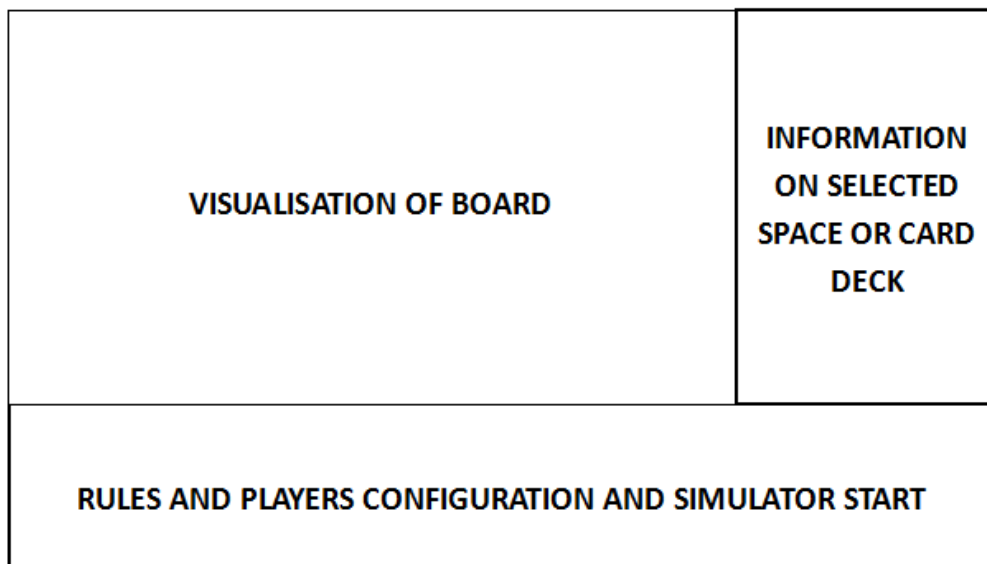 VISUALISATION OF BOARD
INFORMATION
ON SELECTED
SPACE OR CARD
DECK
RULES AND PLAYERS CONFIGURATION AND SIMULATOR START